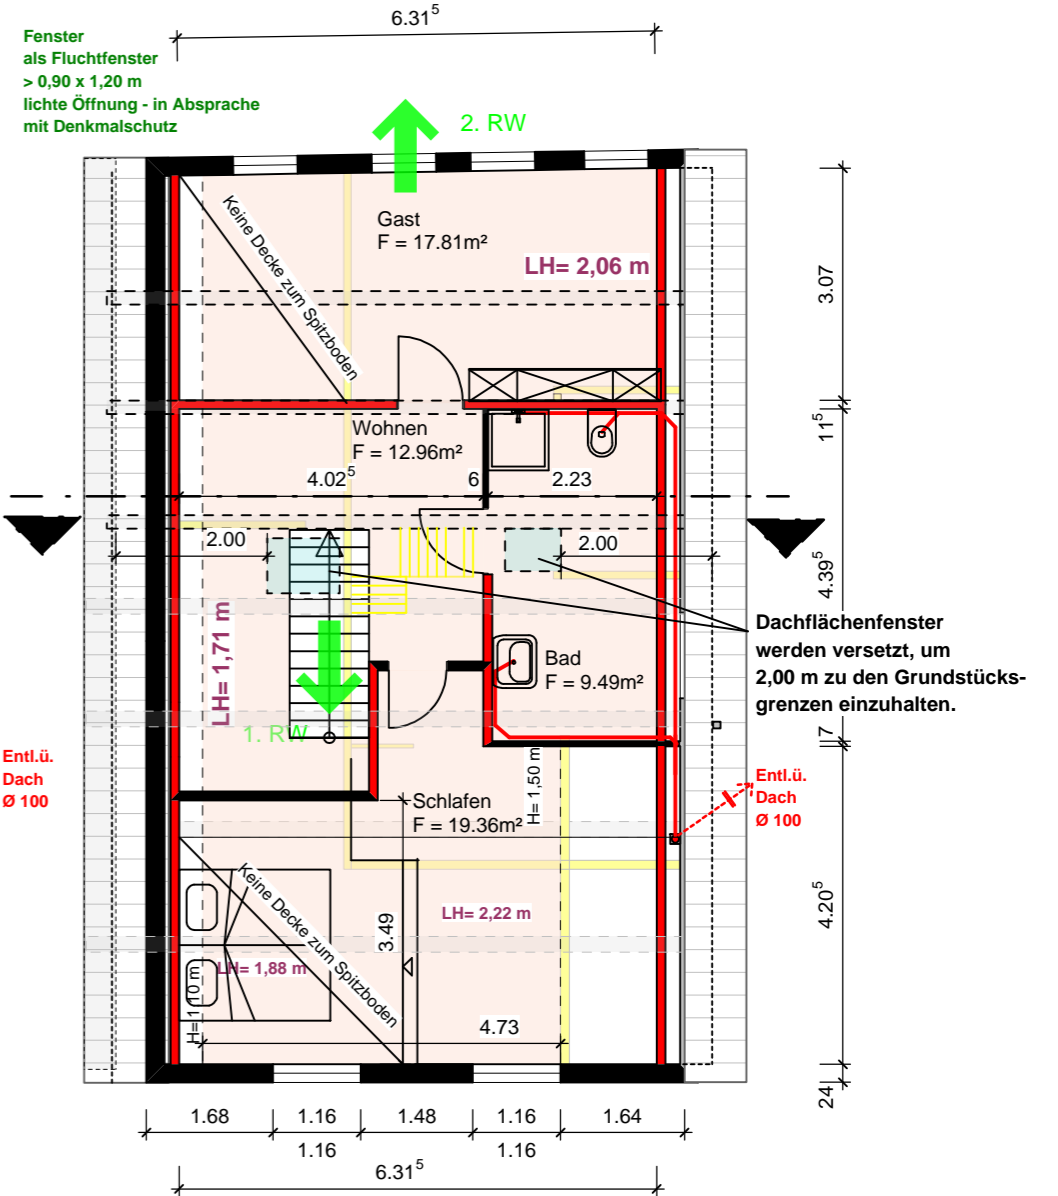 6.31⁵
Fenster
als Fluchtfenster
> 0,90 x 1,20 m
lichte Öffnung - in Absprache
mit Denkmalschutz
2. RW
Keine Decke zum Spitzboden
Gast
F = 17.81m²
LH= 2,06 m
3.07
Wohnen
F = 12.96m²
11⁵
4.02⁵
6
2.23
2.00
2.00
4.39⁵
LH= 1,71 m
Dachflächenfenster
werden versetzt, um
2,00 m zu den Grundstücks-
grenzen einzuhalten.
Bad
F = 9.49m²
1. RW
7
Entl.ü.
Dach
Ø 100
H= 1,50 m
Entl.ü.
Dach
Ø 100
Schlafen
F = 19.36m²
Keine Decke zum Spitzboden
3.49
LH= 2,22 m
4.20⁵
LH= 1,88 m
H= 1,10 m
4.73
24
1.68
1.16
1.48
1.16
1.64
1.16
1.16
6.31⁵